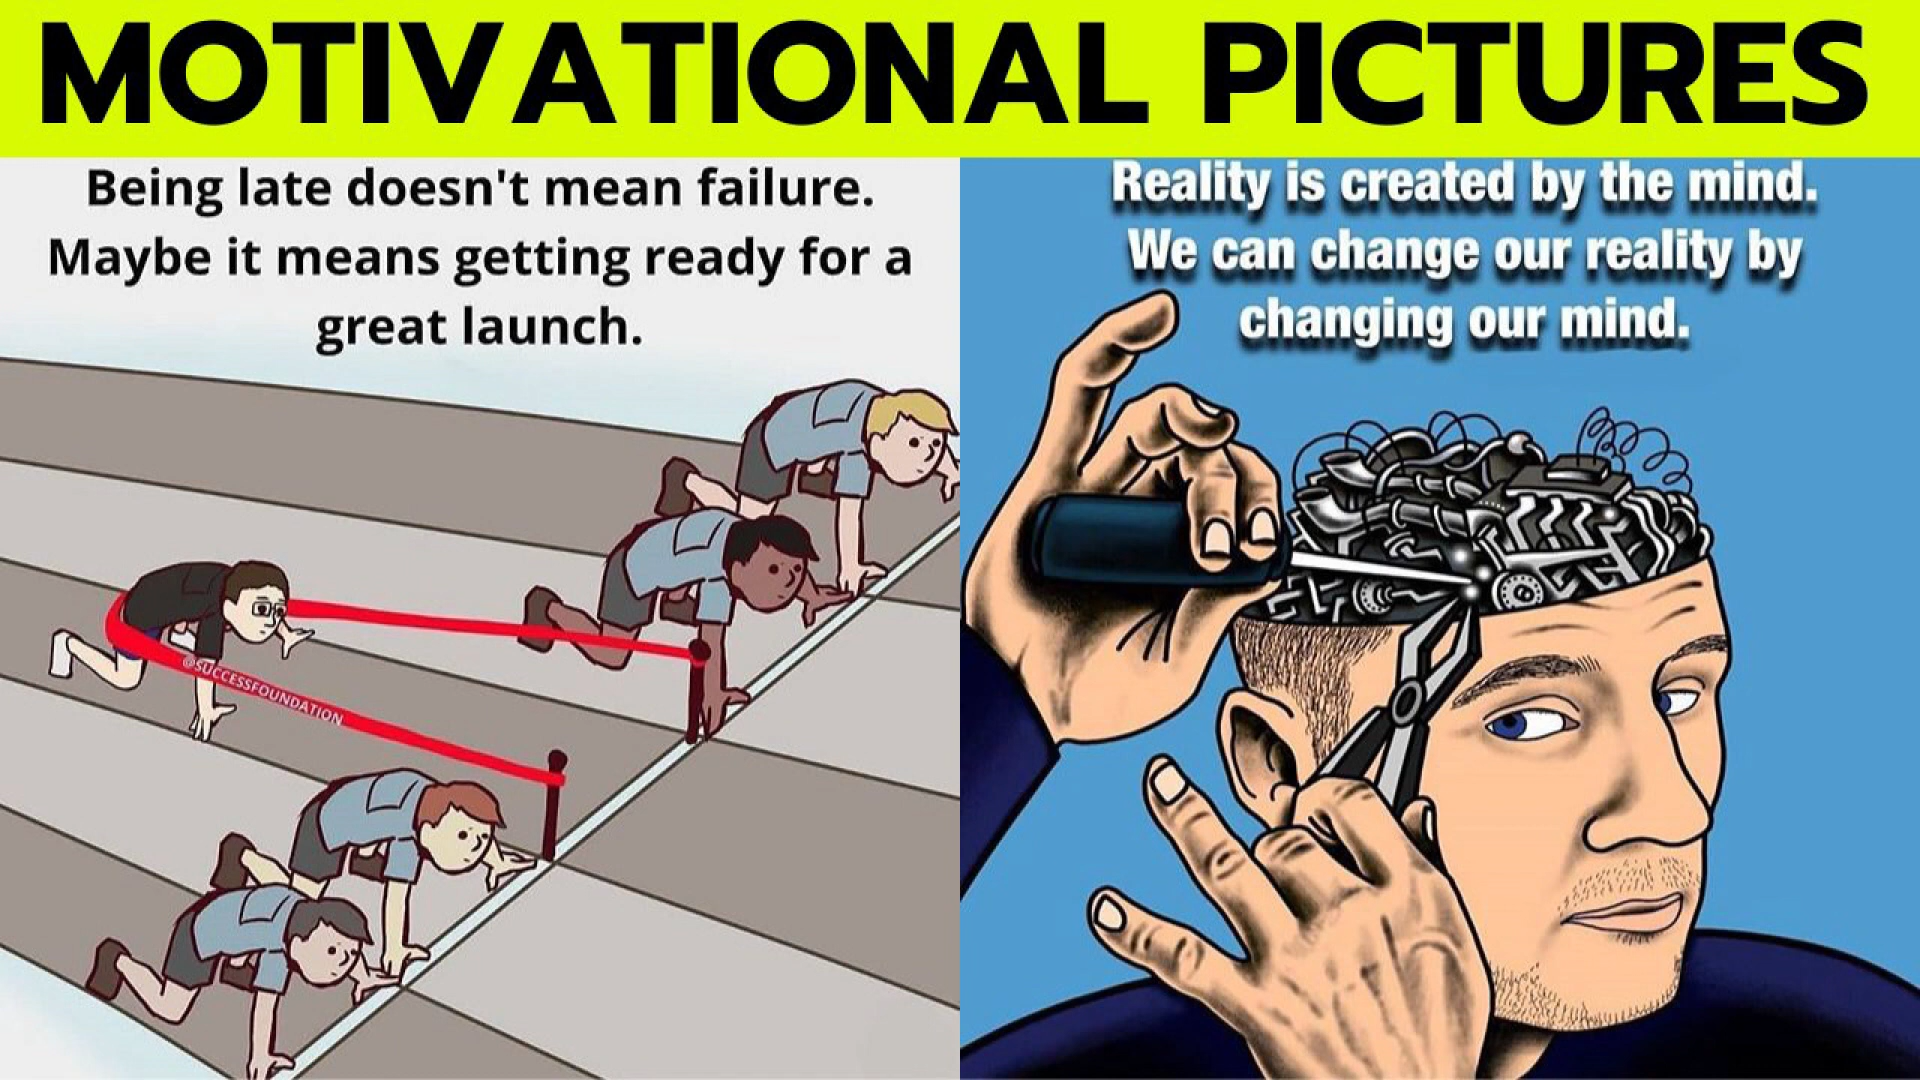 MOTIVATIONAL PICTURES
Being late doesn't mean failure.
Maybe it means getting ready for a
great launch.
@SUCCESSFOUNDATION
Reality is created by the mind.
We can change our reality by
changing our mind.